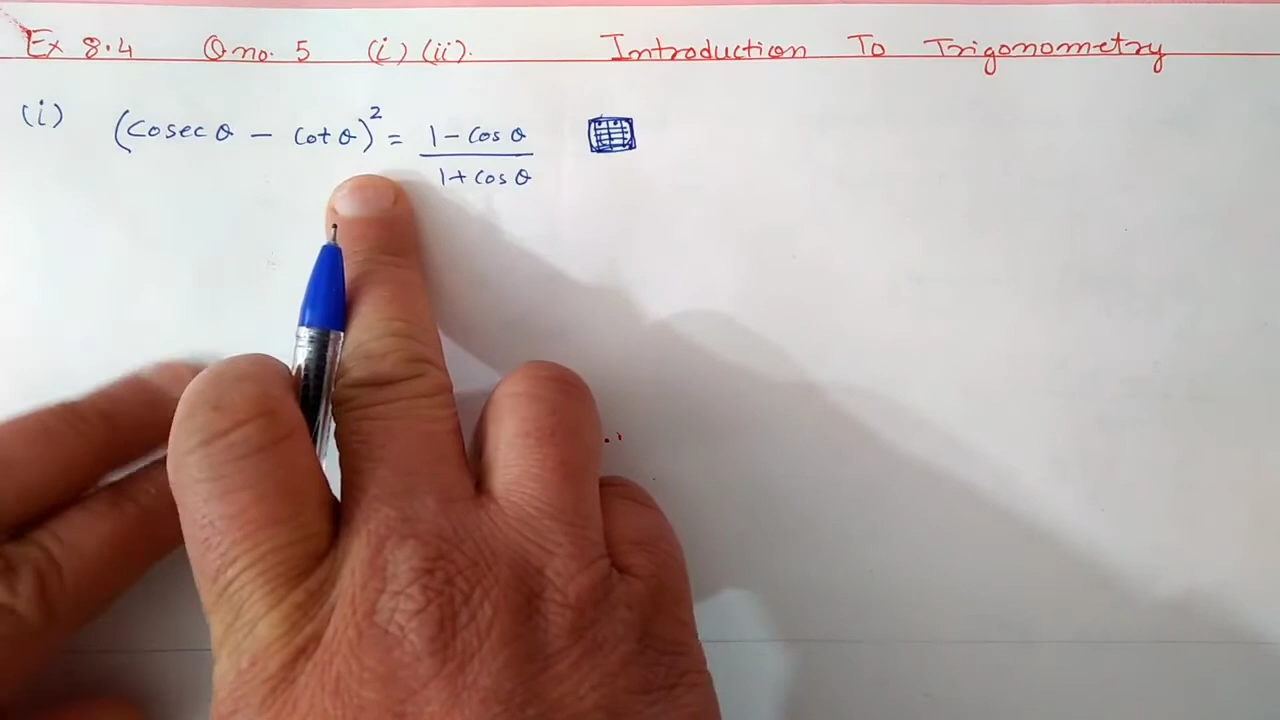 Ex 8.4 Q no. 5 (i) (ii). Introduction To Trigonometry
(i) (Cosec θ - Cot θ)² = 1 - Cos θ
1 + Cos θ